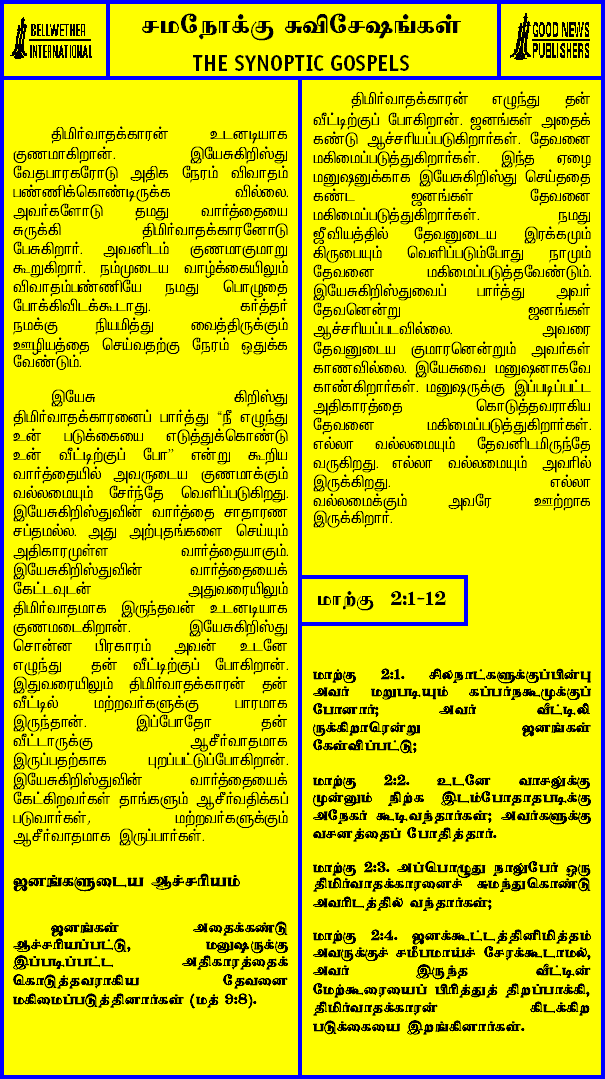 BELLWETHER
INTERNATIONAL
சமநோக்கு சுவிசேஷங்கள்
THE SYNOPTIC GOSPELS
GOOD NEWS
PUBLISHERS
திமிர்வாதக்காரன் உடனடியாக
குணமாகிறான். இயேசுகிறிஸ்து
வேதபாரகரோடு அதிக நேரம் விவாதம்
பண்ணிக்கொண்டிருக்க வில்லை.
அவர்களோடு தமது வார்த்தையை
சுருக்கி திமிர்வாதக்காரனோடு
பேசுகிறார். அவனிடம் குணமாகுமாறு
கூறுகிறார். நம்முடைய வாழ்க்கையிலும்
விவாதம்பண்ணியே நமது பொழுதை
போக்கிவிடக்கூடாது. கர்த்தர்
நமக்கு நியமித்து வைத்திருக்கும்
ஊழியத்தை செய்வதற்கு நேரம் ஒதுக்க
வேண்டும்.
இயேசு கிறிஸ்து
திமிர்வாதக்காரனைப் பார்த்து “நீ எழுந்து
உன் படுக்கையை எடுத்துக்கொண்டு
உன் வீட்டிற்குப் போ” என்று கூறிய
வார்த்தையில் அவருடைய குணமாக்கும்
வல்லமையும் சேர்ந்தே வெளிப்படுகிறது.
இயேசுகிறிஸ்துவின் வார்த்தை சாதாரண
சப்தமல்ல. அது அற்புதங்களை செய்யும்
அதிகாரமுள்ள வார்த்தையாகும்.
இயேசுகிறிஸ்துவின் வார்த்தையைக்
கேட்டவுடன் அதுவரையிலும்
திமிர்வாதமாக இருந்தவன் உடனடியாக
குணமடைகிறான். இயேசுகிறிஸ்து
சொன்ன பிரகாரம் அவன் உடனே
எழுந்து தன் வீட்டிற்குப் போகிறான்.
இதுவரையிலும் திமிர்வாதக்காரன் தன்
வீட்டில் மற்றவர்களுக்கு பாரமாக
இருந்தான். இப்போதோ தன்
வீட்டாருக்கு ஆசீர்வாதமாக
இருப்பதற்காக புறப்பட்டுப்போகிறான்.
இயேசுகிறிஸ்துவின் வார்த்தையைக்
கேட்கிறவர்கள் தாங்களும் ஆசீர்வதிக்கப்
படுவார்கள், மற்றவர்களுக்கும்
ஆசீர்வாதமாக இருப்பார்கள்.
ஜனங்களுடைய ஆச்சரியம்
ஜனங்கள் அதைக்கண்டு
ஆச்சரியப்பட்டு, மனுஷருக்கு
இப்படிப்பட்ட அதிகாரத்தைக்
கொடுத்தவராகிய தேவனை
மகிமைப்படுத்தினார்கள் (மத் 9:8).
திமிர்வாதக்காரன் எழுந்து தன்
வீட்டிற்குப் போகிறான். ஜனங்கள் அதைக்
கண்டு ஆச்சரியப்படுகிறார்கள். தேவனை
மகிமைப்படுத்துகிறார்கள். இந்த ஏழை
மனுஷனுக்காக இயேசுகிறிஸ்து செய்ததை
கண்ட ஜனங்கள் தேவனை
மகிமைப்படுத்துகிறார்கள். நமது
ஜீவியத்தில் தேவனுடைய இரக்கமும்
கிருபையும் வெளிப்படும்போது நாமும்
தேவனை மகிமைப்படுத்தவேண்டும்.
இயேசுகிறிஸ்துவைப் பார்த்து அவர்
தேவனென்று ஜனங்கள்
ஆச்சரியப்படவில்லை. அவரை
தேவனுடைய குமாரனென்றும் அவர்கள்
காணவில்லை. இயேசுவை மனுஷனாகவே
காண்கிறார்கள். மனுஷருக்கு இப்படிப்பட்ட
அதிகாரத்தை கொடுத்தவராகிய
தேவனை மகிமைப்படுத்துகிறார்கள்.
எல்லா வல்லமையும் தேவனிடமிருந்தே
வருகிறது. எல்லா வல்லமையும் அவரில்
இருக்கிறது. எல்லா
வல்லமைக்கும் அவரே ஊற்றாக
இருக்கிறார்.
மாற்கு 2:1-12
மாற்கு 2:1. சிலநாட்களுக்குப்பின்பு
அவர் மறுபடியும் கப்பர்நகூமுக்குப்
போனார்; அவர் வீட்டிலி
ருக்கிறாரென்று ஜனங்கள்
கேள்விப்பட்டு;
மாற்கு 2:2. உடனே வாசலுக்கு
முன்னும் நிற்க இடம்போதாதபடிக்கு
அநேகர் கூடிவந்தார்கள்; அவர்களுக்கு
வசனத்தைப் போதித்தார்.
மாற்கு 2:3. அப்பொழுது நாலுபேர் ஒரு
திமிர்வாதக்காரனைச் சுமந்துகொண்டு
அவரிடத்தில் வந்தார்கள்;
மாற்கு 2:4. ஜனக்கூட்டத்தினிமித்தம்
அவருக்குச் சமீபமாய்ச் சேரக்கூடாமல்,
அவர் இருந்த வீட்டின்
மேற்கூரையைப் பிரித்துத் திறப்பாக்கி,
திமிர்வாதக்காரன் கிடக்கிற
படுக்கையை இறங்கினார்கள்.